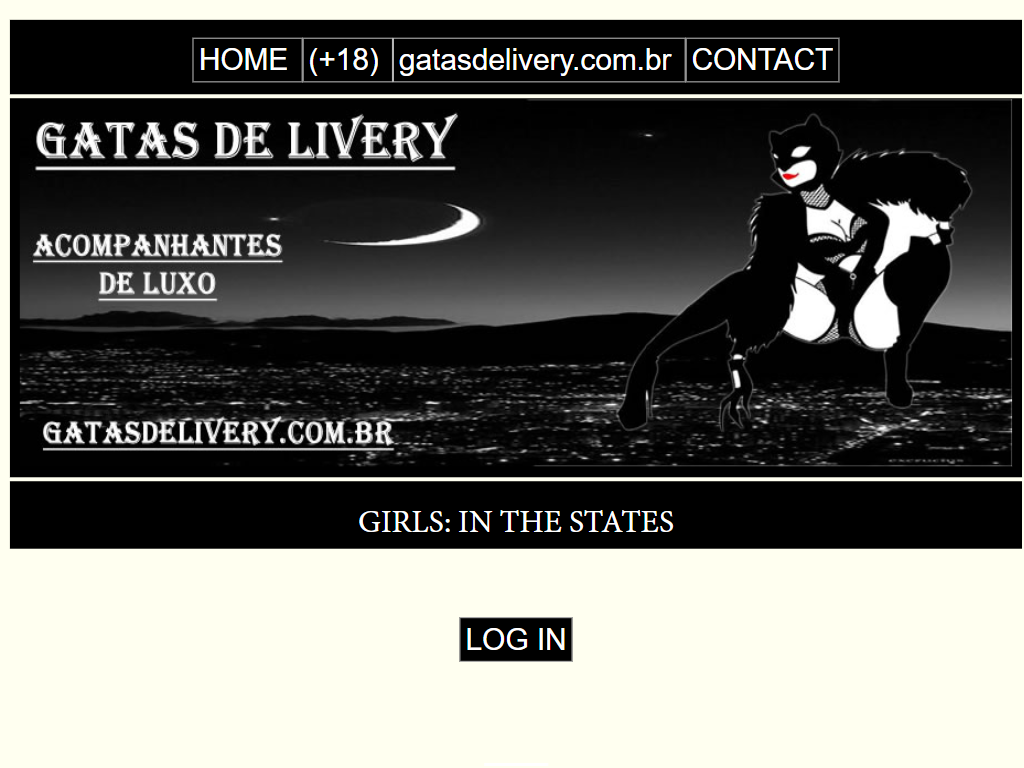 HOME (+18) gatasdelivery.com.br CONTACT
GATAS DE LIVERY
ACOMPANHANTES
DE LUXO
GATASDELIVERY.COM.BR
GIRLS: IN THE STATES
LOG IN